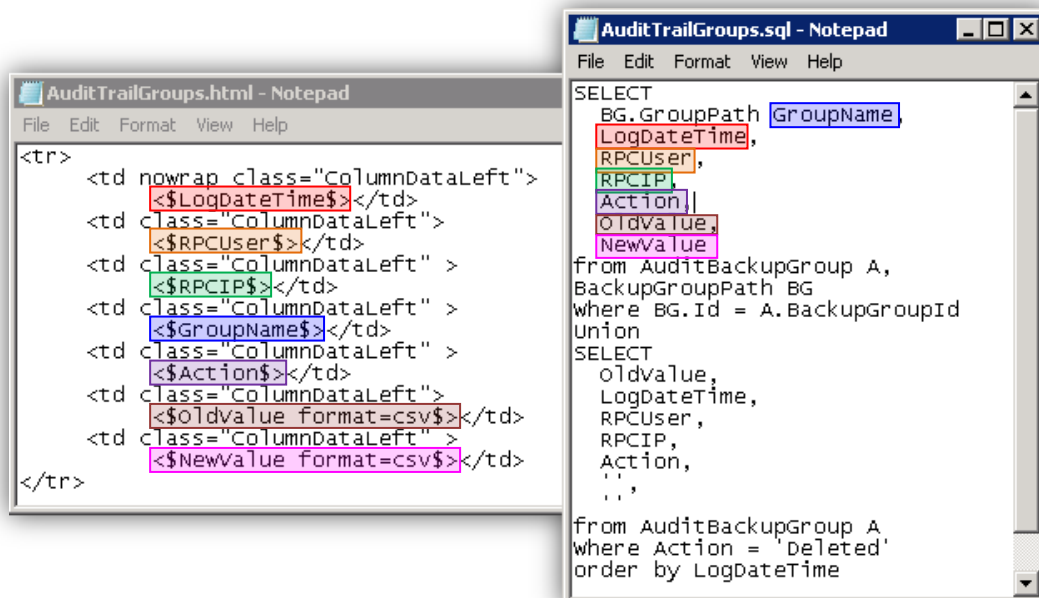 AuditTrailGroups.html - Notepad
File Edit Format View Help
<tr>
<td nowrap class="ColumnDataLeft">
<$LogDateTime$></td>
<td class="ColumnDataLeft">
<$RPCUser$></td>
<td class="ColumnDataLeft" >
<$RPCIP$></td>
<td class="ColumnDataLeft" >
<$GroupName$></td>
<td class="ColumnDataLeft" >
<$Action$></td>
<td class="ColumnDataLeft">
<$OldValue format=csv$></td>
<td class="ColumnDataLeft" >
<$NewValue format=csv$></td>
</tr>
AuditTrailGroups.sql - Notepad
File Edit Format View Help
SELECT
BG.GroupPath GroupName,
LogDateTime,
RPCUser,
RPCIP,
Action,
OldValue,
NewValue
from AuditBackupGroup A,
BackupGroupPath BG
where BG.Id = A.BackupGroupId
Union
SELECT
OldValue,
LogDateTime,
RPCUser,
RPCIP,
Action,
'',
''
from AuditBackupGroup A
where Action = 'Deleted'
order by LogDateTime